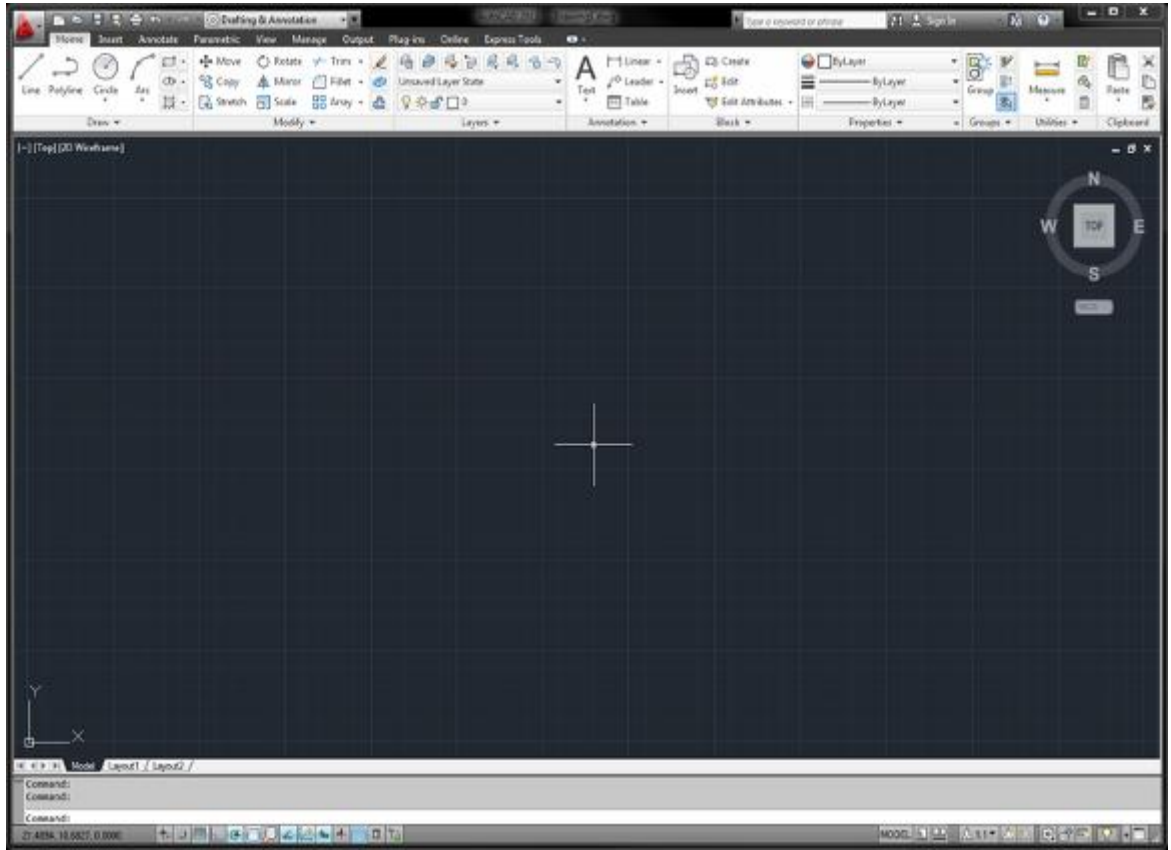 Drafting & Annotation
Type a keyword or phrase
Sign In
Home Insert Annotate Parametric View Manage Output Plug-ins Online Express Tools
Line Polyline Circle Arc
Move Rotate Trim
Copy Mirror Fillet
Stretch Scale Array
Unsaved Layer State
0
Text
Linear
Leader
Table
Insert
Create
Edit
Edit Attributes
ByLayer
ByLayer
ByLayer
Group
Measure
Paste
Draw Modify Layers Annotation Block Properties Groups Utilities Clipboard
[–] [Top] [2D Wireframe]
N
W TOP E
S
Y
X
Model Layout1 Layout2
Command:
Command:
Command:
MODEL 1:1